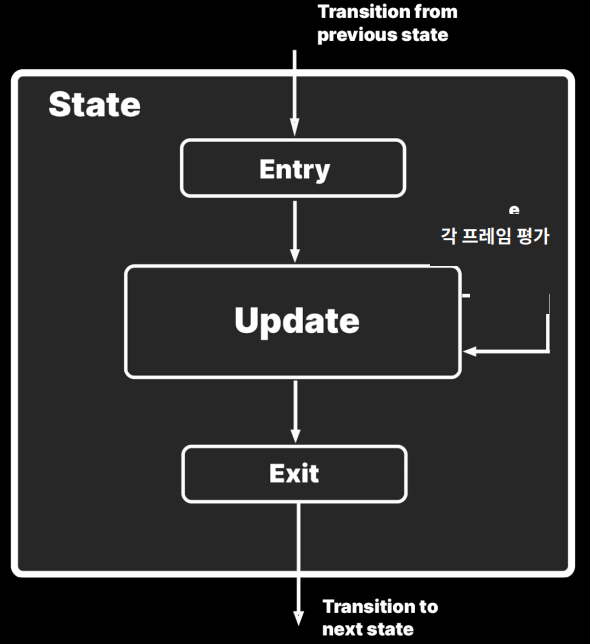 Transition from
previous state
State
Entry
e
각 프레임 평가
Update
Exit
Transition to
next state